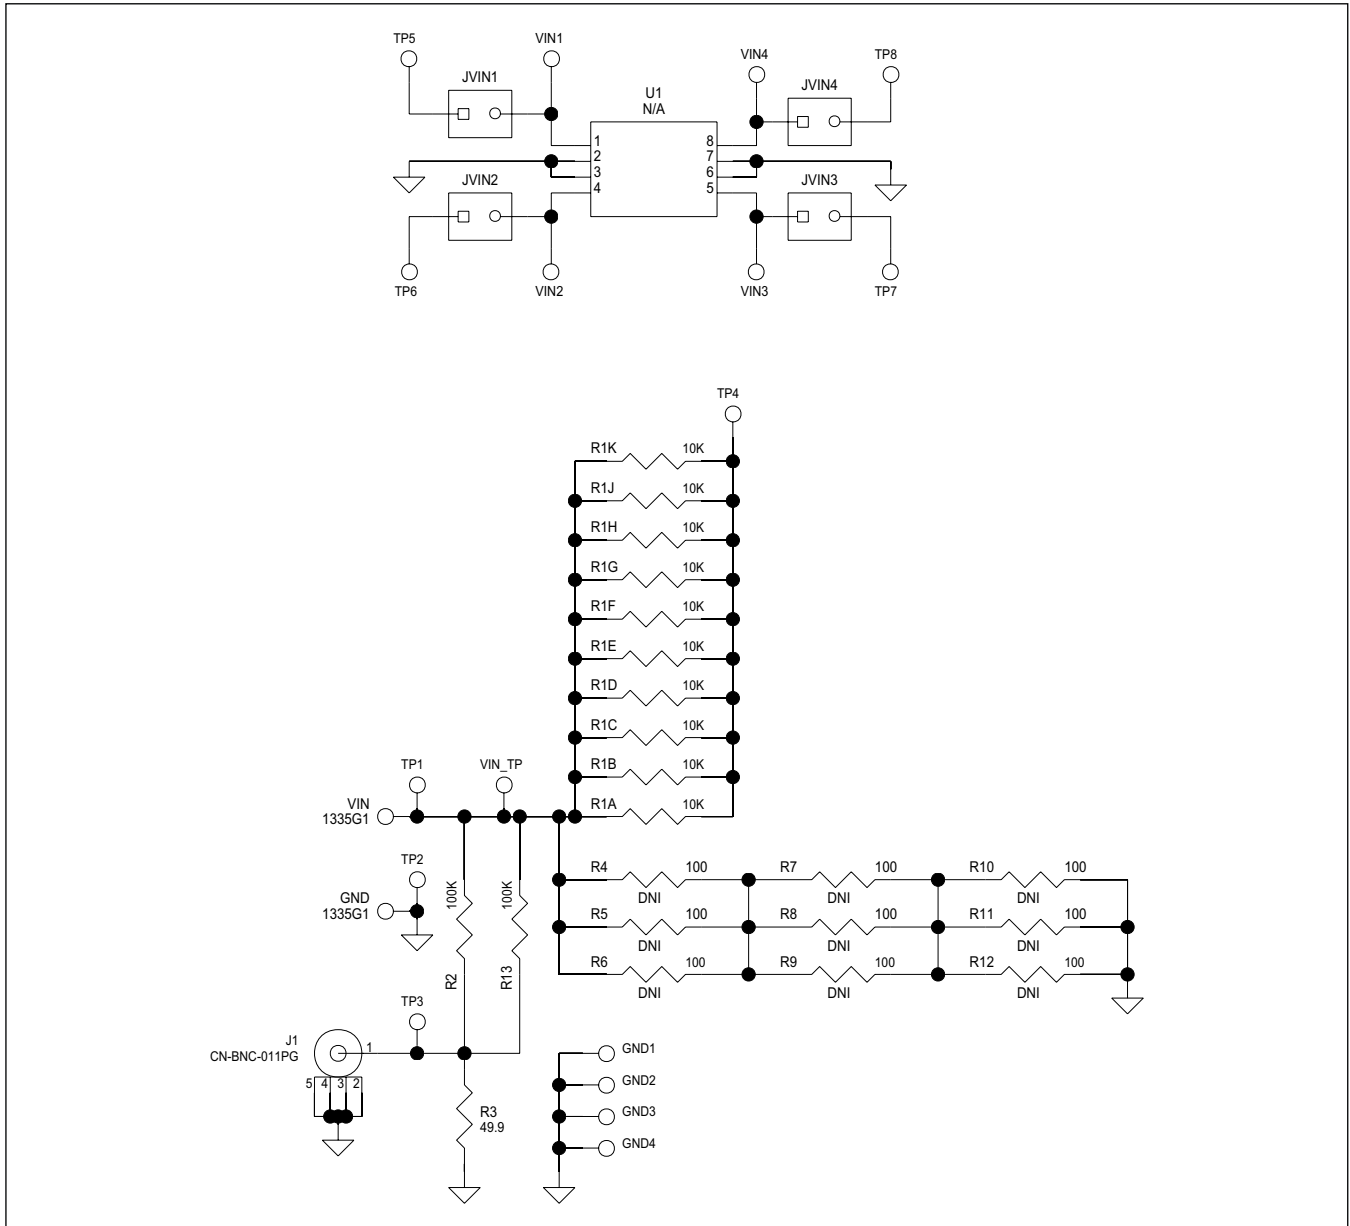 TP5 VIN1 VIN4 TP8
JVIN1 U1 JVIN4
N/A
1 8
2 7
3 6
4 5
JVIN2 JVIN3
TP6 VIN2 VIN3 TP7
TP4
R1K 10K
R1J 10K
R1H 10K
R1G 10K
R1F 10K
R1E 10K
R1D 10K
R1C 10K
R1B 10K
R1A 10K
TP1 VIN_TP
VIN
1335G1
TP2
GND
1335G1
100K 100K
R2 R13
R4 100 R7 100 R10 100
DNI DNI DNI
R5 100 R8 100 R11 100
DNI DNI DNI
R6 100 R9 100 R12 100
DNI DNI DNI
TP3
J1
CN-BNC-011PG
1
5 4 3 2
R3
49.9
GND1
GND2
GND3
GND4